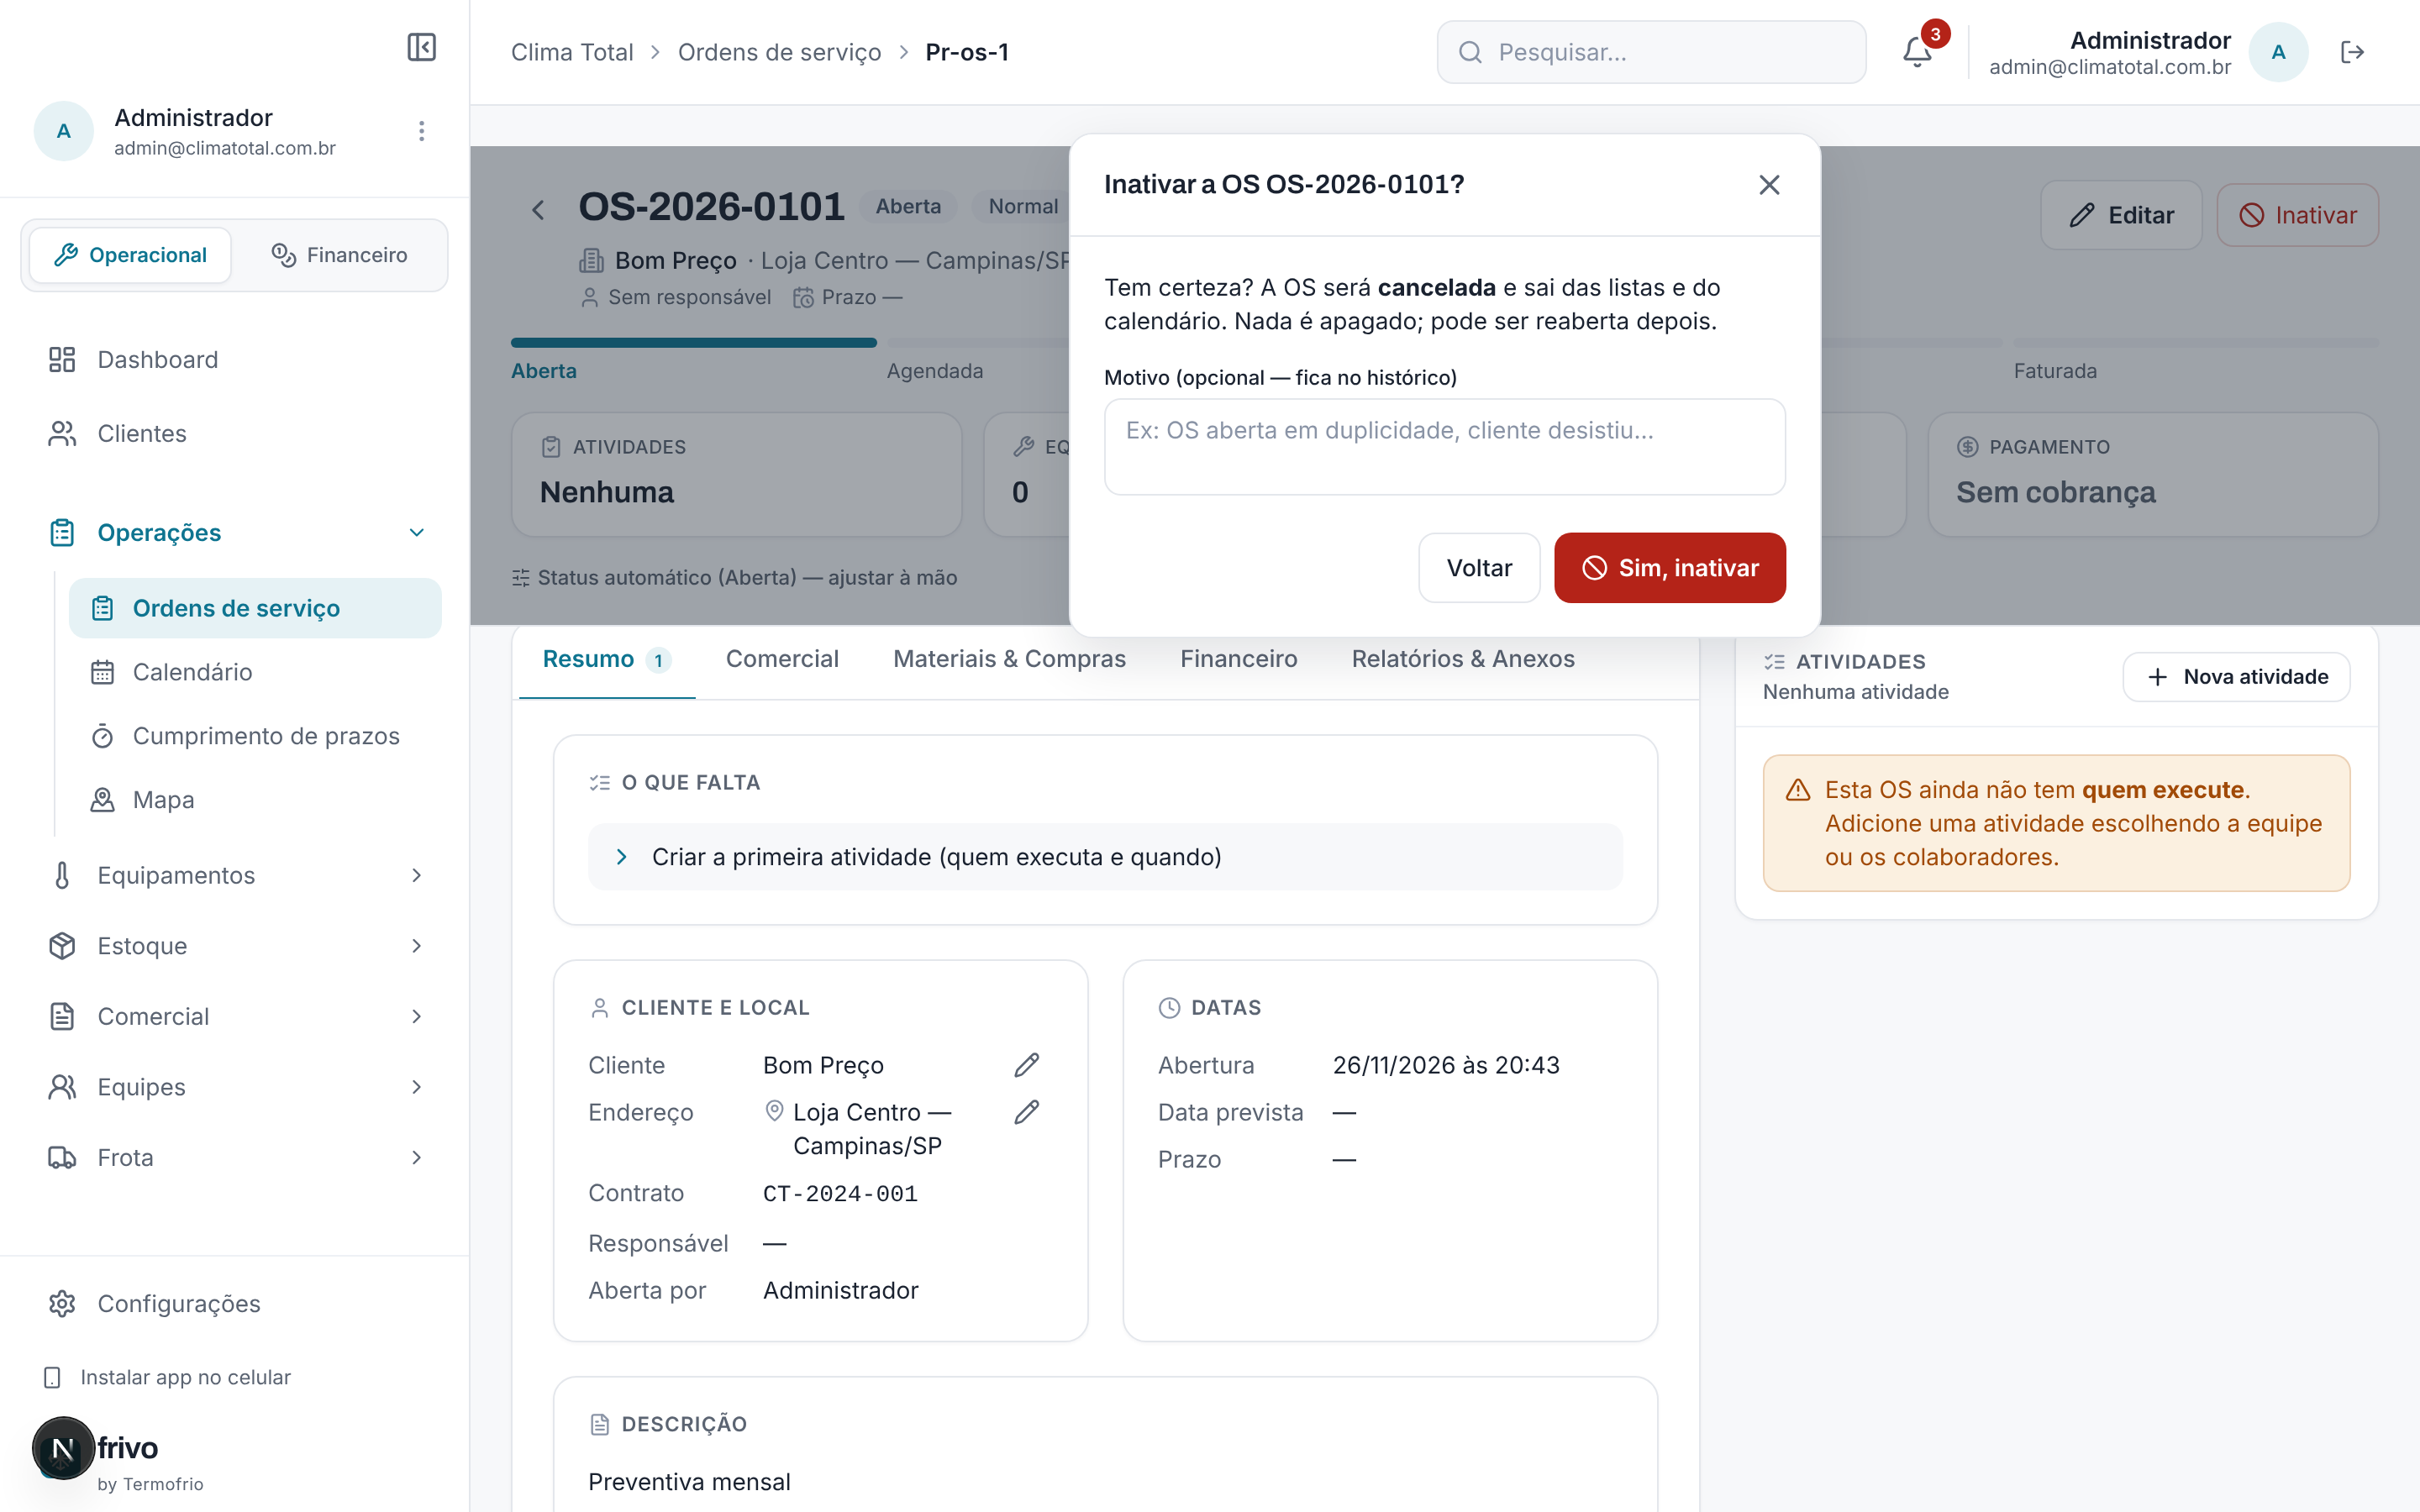 Clima Total > Ordens de serviço > Pr-os-1
Pesquisar...
3
Administrador
admin@climatotal.com.br
A
A
Administrador
admin@climatotal.com.br
Operacional
Financeiro
Dashboard
Clientes
Operações
Ordens de serviço
Calendário
Cumprimento de prazos
Mapa
Equipamentos
Estoque
Comercial
Equipes
Frota
Configurações
Instalar app no celular
N
frivo
by Termofrio
OS-2026-0101 Aberta Normal
Bom Preço · Loja Centro — Campinas/SP
Sem responsável Prazo —
Editar
Inativar
Aberta
Agendada
Faturada
ATIVIDADES
Nenhuma
0
PAGAMENTO
Sem cobrança
Status automático (Aberta) — ajustar à mão
Inativar a OS OS-2026-0101?
Tem certeza? A OS será cancelada e sai das listas e do
calendário. Nada é apagado; pode ser reaberta depois.
Motivo (opcional — fica no histórico)
Ex: OS aberta em duplicidade, cliente desistiu...
Voltar
Sim, inativar
Resumo 1
Comercial
Materiais & Compras
Financeiro
Relatórios & Anexos
O QUE FALTA
Criar a primeira atividade (quem executa e quando)
CLIENTE E LOCAL
Cliente Bom Preço
Endereço Loja Centro —
Campinas/SP
Contrato CT-2024-001
Responsável —
Aberta por Administrador
DATAS
Abertura 26/11/2026 às 20:43
Data prevista —
Prazo —
DESCRIÇÃO
Preventiva mensal
ATIVIDADES
Nenhuma atividade
Nova atividade
Esta OS ainda não tem quem execute.
Adicione uma atividade escolhendo a equipe
ou os colaboradores.